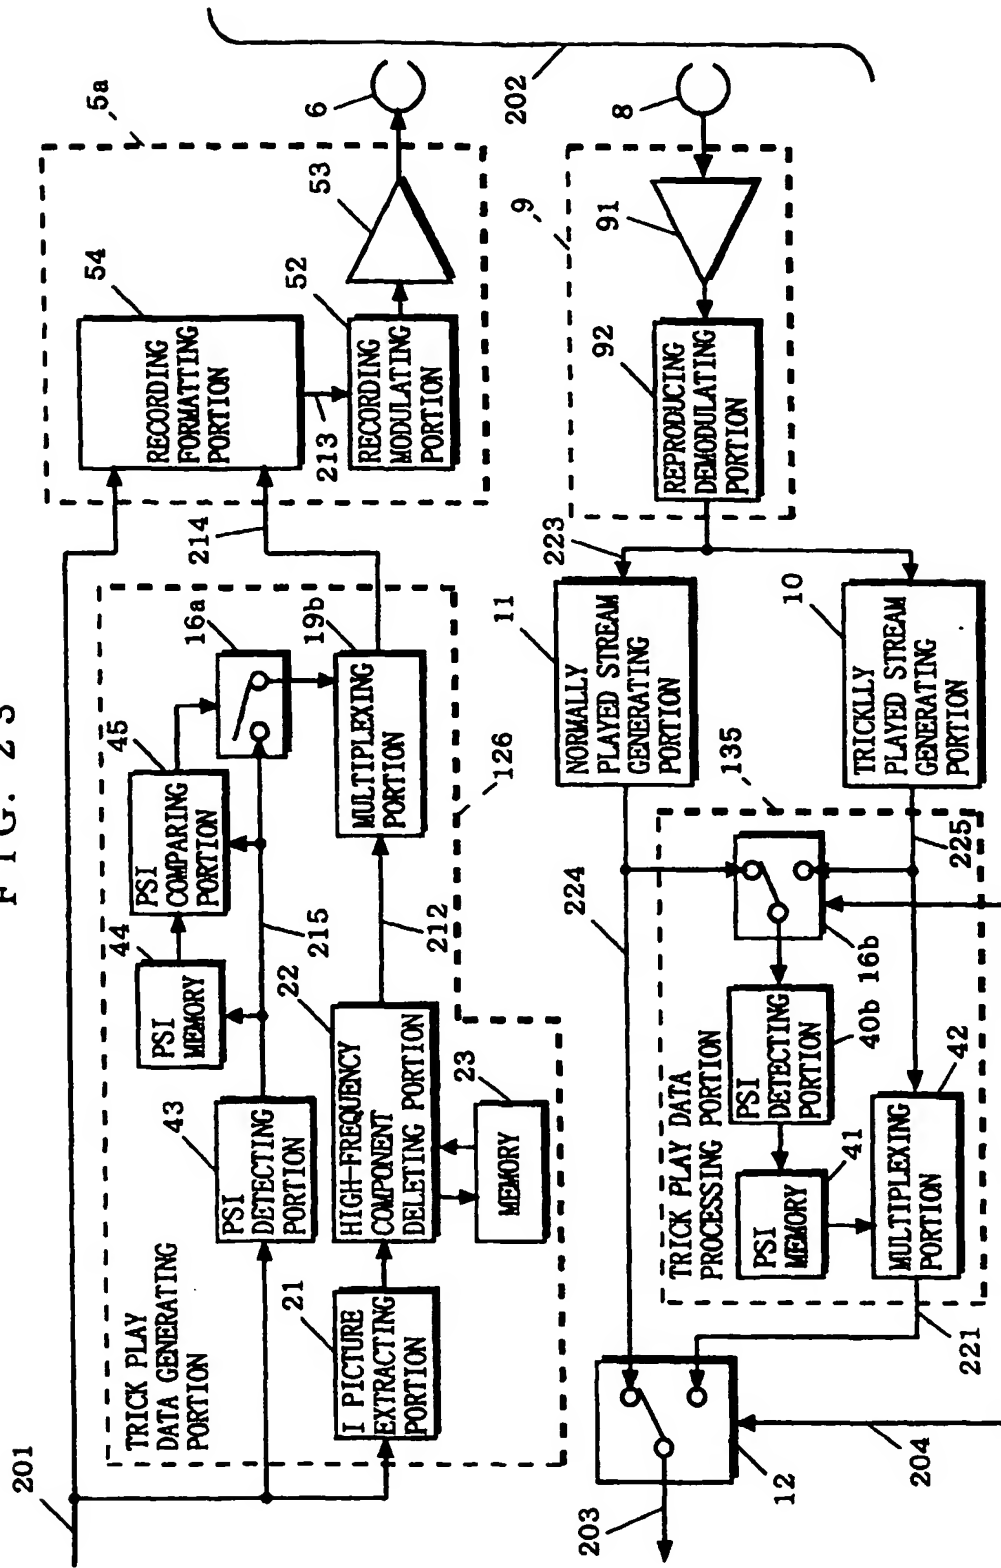 FIG. 23
201
TRICK PLAY
DATA GENERATING
PORTION
21
I PICTURE
EXTRACTING
PORTION
43
PSI
DETECTING
PORTION
22
HIGH-FREQUENCY
COMPONENT
DELETING PORTION
23
MEMORY
44
PSI MEMORY
215
45
PSI
COMPARING
PORTION
212
16a
19b
MULTIPLEXING
PORTION
126
214
5a
54
RECORDING
FORMATTING
PORTION
213
52
RECORDING
MODULATING
PORTION
53
6
202
8
9
91
92
REPRODUCING
DEMODULATING
PORTION
223
11
NORMALLY
PLAYED STREAM
GENERATING
PORTION
10
TRICKLY
PLAYED STREAM
GENERATING
PORTION
135
224
225
16b
TRICK PLAY DATA
PROCESSING PORTION
PSI
DETECTING
PORTION
40b
41
PSI
MEMORY
42
MULTIPLEXING
PORTION
221
12
204
203